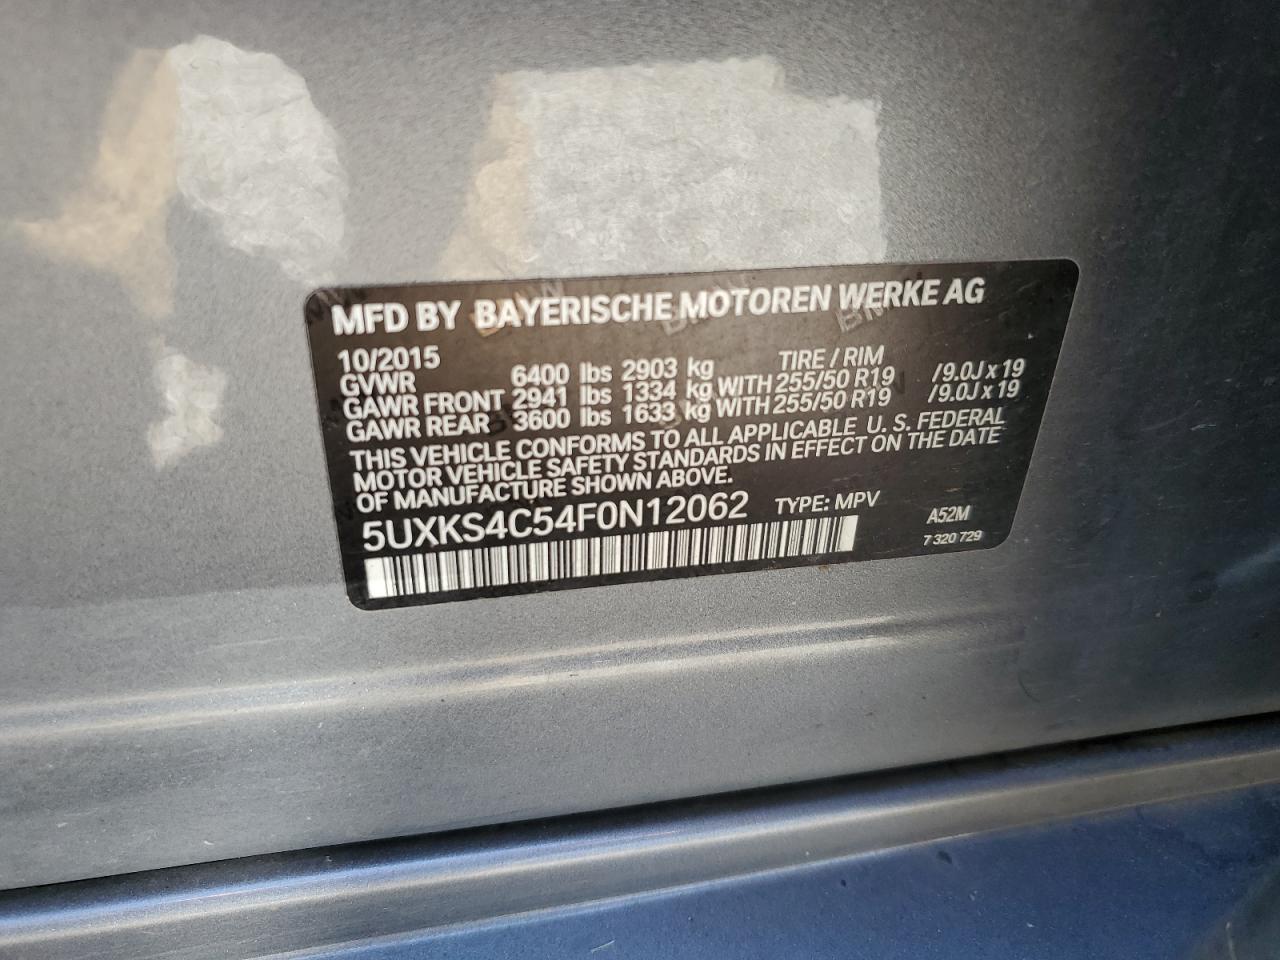 MFD BY BAYERISCHE MOTOREN WERKE AG
10/2015 TIRE / RIM
GVWR 6400 lbs 2903 kg
GAWR FRONT 2941 lbs 1334 kg WITH 255/50 R19 /9.0J x 19
GAWR REAR 3600 lbs 1633 kg WITH 255/50 R19 /9.0J x 19
THIS VEHICLE CONFORMS TO ALL APPLICABLE U. S. FEDERAL
MOTOR VEHICLE SAFETY STANDARDS IN EFFECT ON THE DATE
OF MANUFACTURE SHOWN ABOVE.
5UXKS4C54F0N12062 TYPE: MPV
A52M
7 320 729